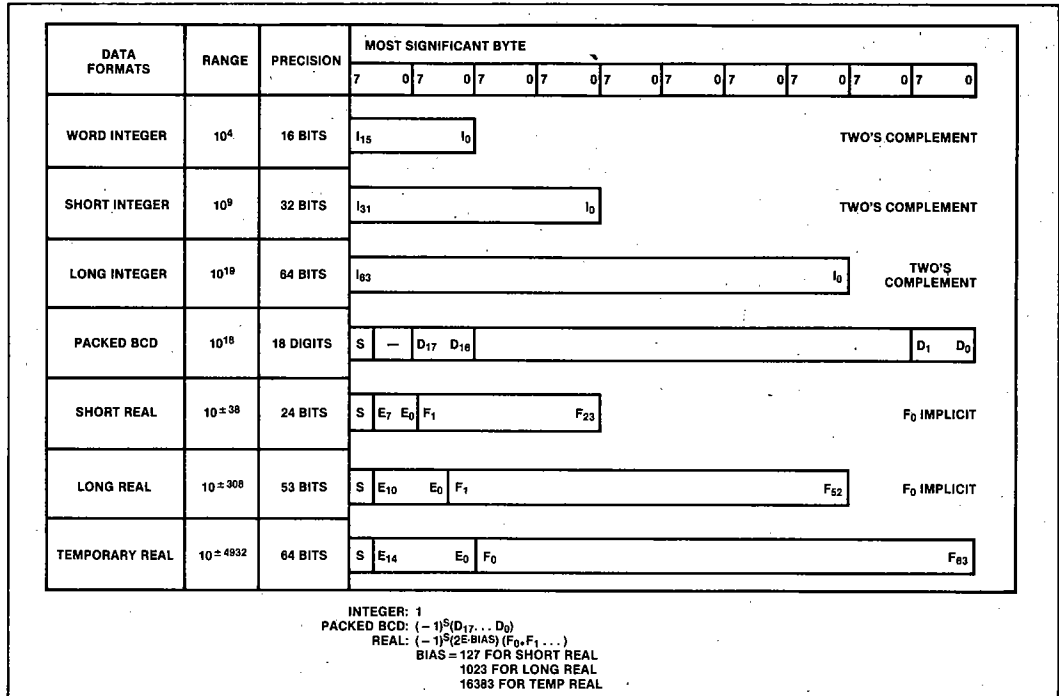 DATA FORMATS RANGE PRECISION MOST SIGNIFICANT BYTE
7 0 7 0 7 0 7 0 7 0 7 0 7 0 7 0 7 0 7 0
WORD INTEGER 10⁴ 16 BITS I₁₅ I₀ TWO'S COMPLEMENT
SHORT INTEGER 10⁹ 32 BITS I₃₁ I₀ TWO'S COMPLEMENT
LONG INTEGER 10¹⁹ 64 BITS I₆₃ I₀ TWO'S COMPLEMENT
PACKED BCD 10¹⁸ 18 DIGITS S — D₁₇ D₁₆ D₁ D₀
SHORT REAL 10±³⁸ 24 BITS S E₇ E₀ F₁ F₂₃ F₀ IMPLICIT
LONG REAL 10±³⁰⁸ 53 BITS S E₁₀ E₀ F₁ F₅₂ F₀ IMPLICIT
TEMPORARY REAL 10±⁴⁹³² 64 BITS S E₁₄ E₀ F₀ F₆₃
INTEGER: 1
PACKED BCD: (−1)ˢ(D₁₇...D₀)
REAL: (−1)ˢ(2ᴱ⁻ᴮᴵᴬˢ)(F₀.F₁...)
BIAS = 127 FOR SHORT REAL
1023 FOR LONG REAL
16383 FOR TEMP REAL